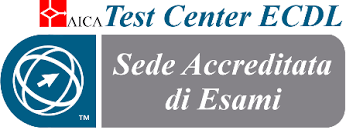 AICA Test Center ECDL
Sede Accreditata
di Esami
TM